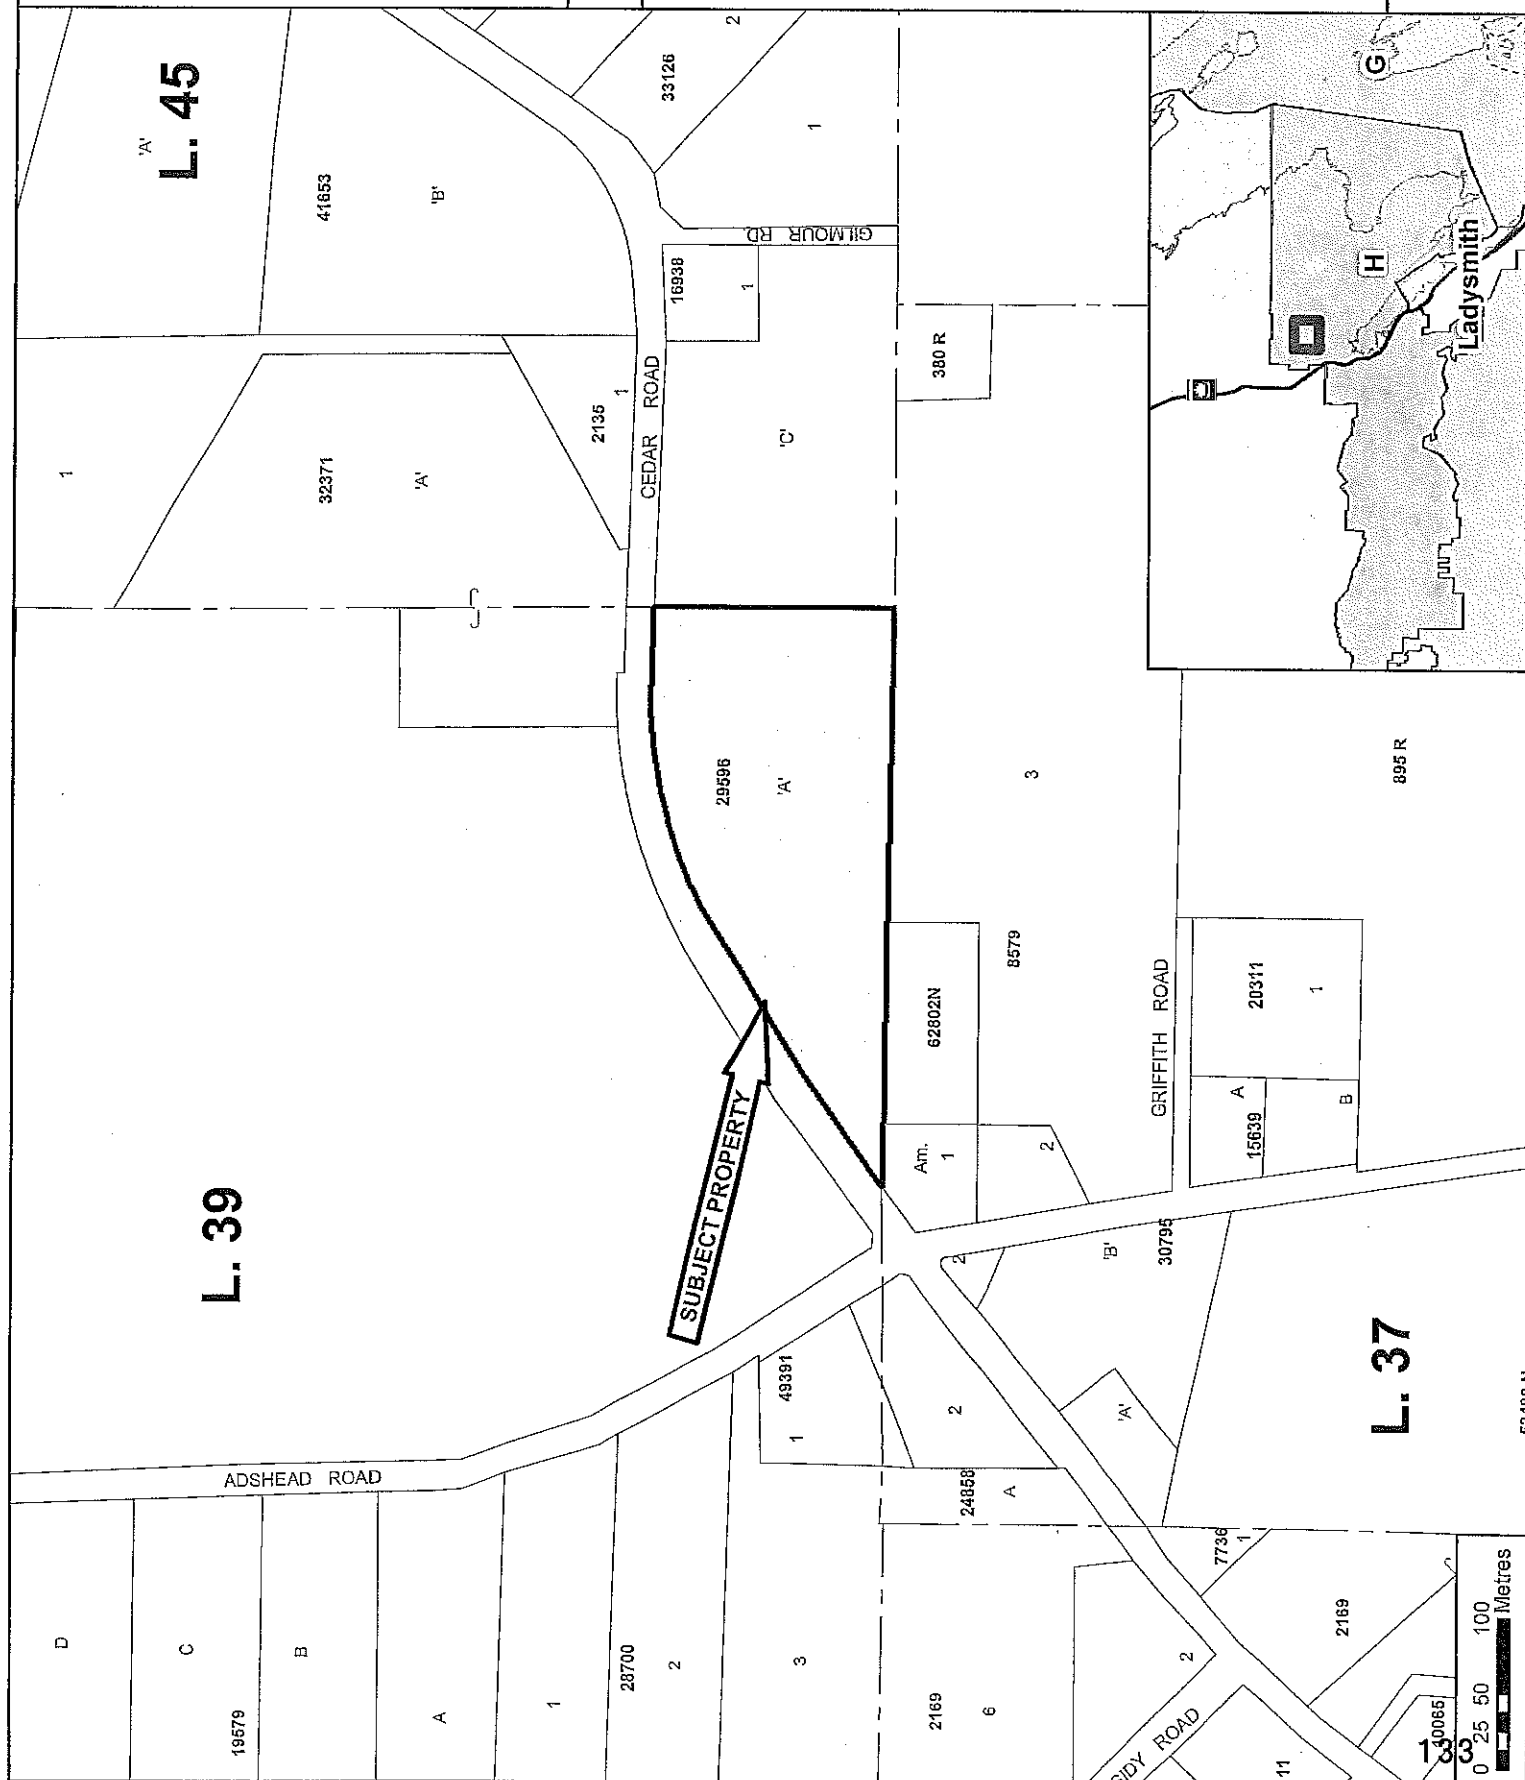 L. 45
'A'
41653
'B'
33126
2
1
GILMOUR RD
16938
1
1
32371
'A'
2135
1
CEDAR ROAD
'C'
380 R
G
H
Ladysmith
L. 39
29596
'A'
SUBJECT PROPERTY
3
8579
62802N
Am.
1
2
895 R
GRIFFITH ROAD
20311
1
A
15639
B
2
'B'
30795
'A'
L. 37
49391
1
2
24858
A
ADSHEAD ROAD
D
C
19579
B
A
1
28700
2
3
2169
6
2
7736
1
2169
10065
11
133
0 25 50 100
Metres